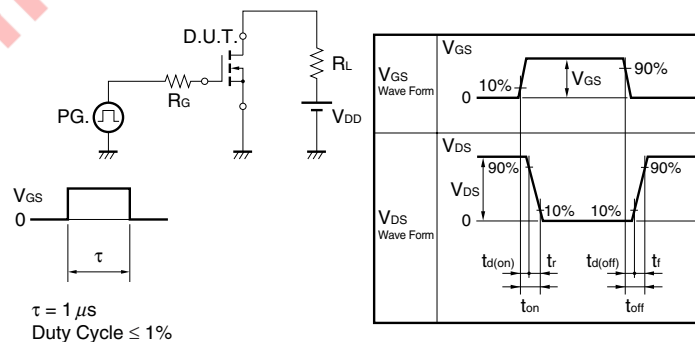 D.U.T.
RL
RG
PG.
VDD
VGS
0
τ
τ = 1 μs
Duty Cycle ≤ 1%
VGS
Wave Form
VGS
10%
0
VGS
90%
VDS
Wave Form
VDS
90%
VDS
0
10%
10%
90%
td(on)
tr
td(off)
tf
ton
toff